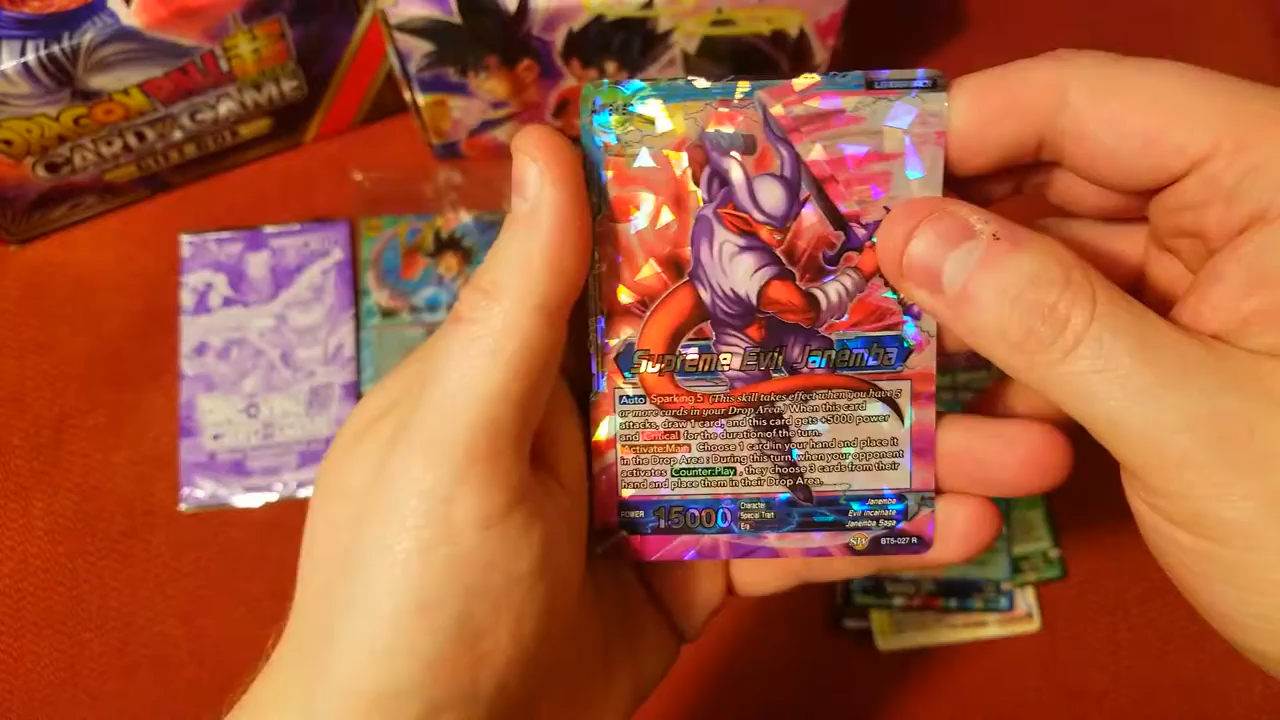 DRAGON BALL
CARD GAME
Supreme Evil Janemba
Auto Sparking 5 (This skill takes effect when you have 5
or more cards in your Drop Area.) When this card
attacks, draw 1 card, and this card gets +5000 power
and Critical for the duration of the turn.
Activate:Main Choose 1 card in your hand and place it
in the Drop Area : During this turn, when your opponent
activates Counter:Play, they choose 3 cards from their
hand and place them in their Drop Area.
POWER 15000
Character Janemba
Special Trait Evil Incarnate
Era Janemba Saga
BT5-027 R